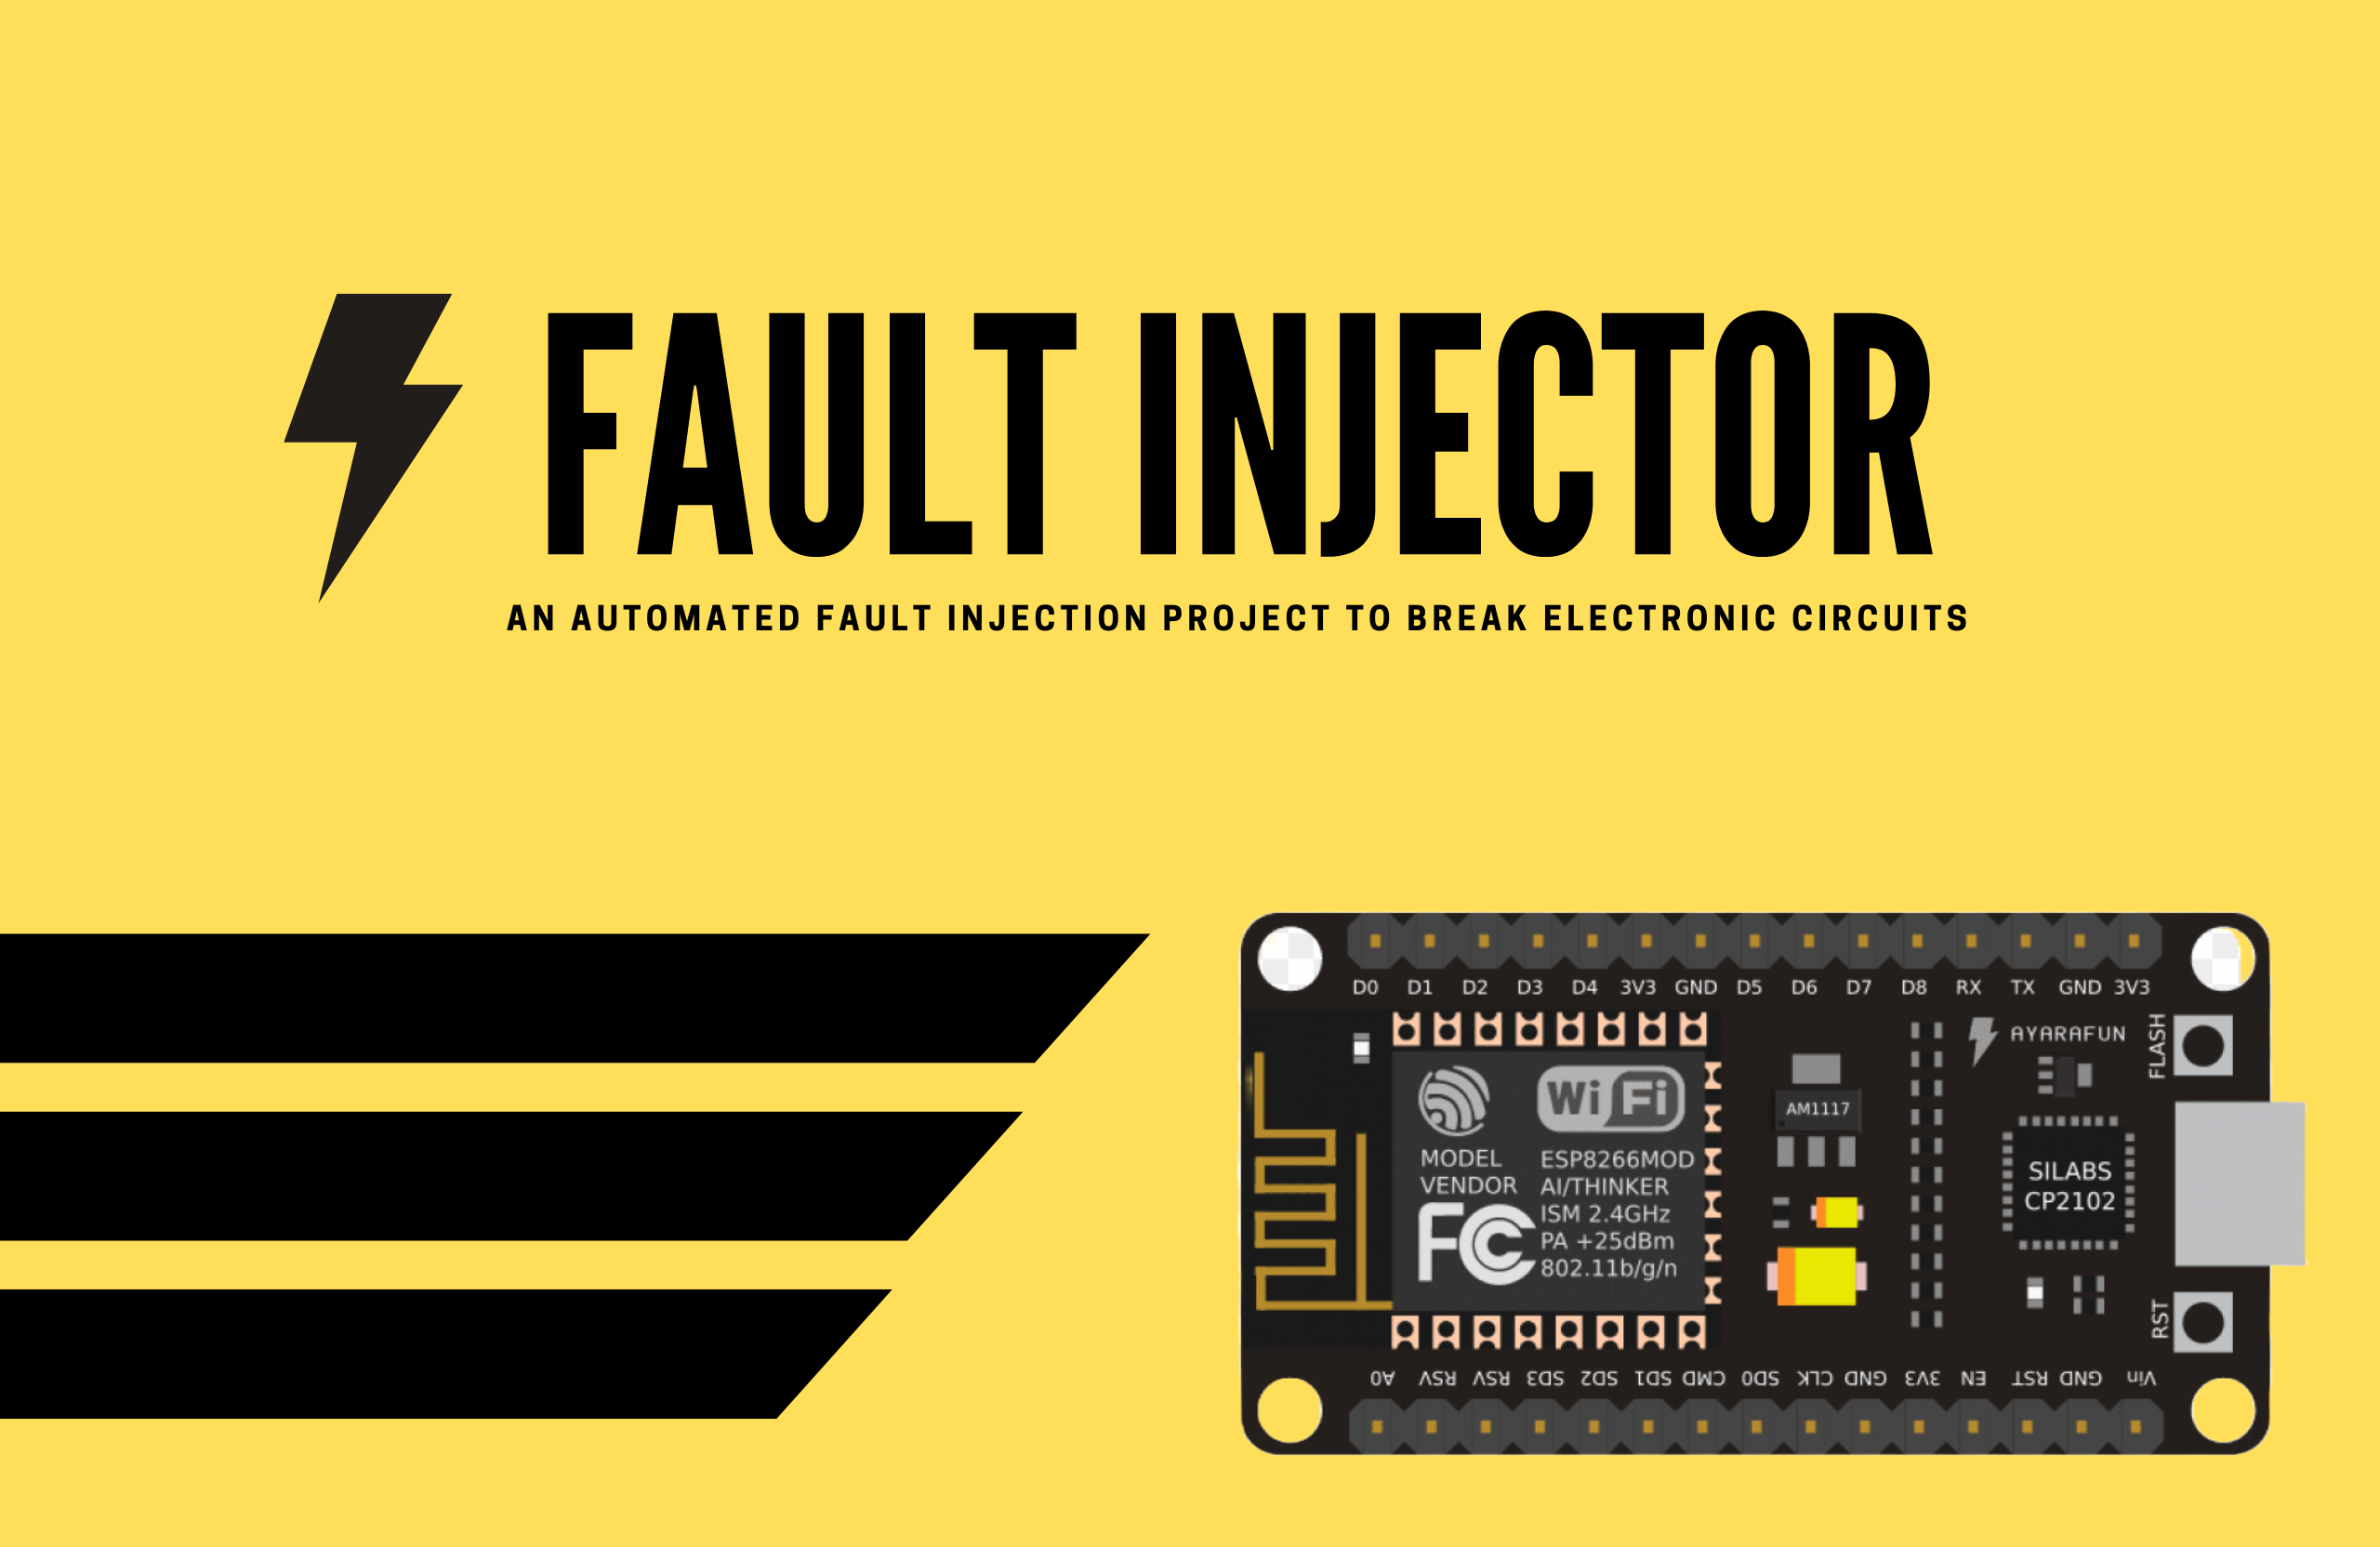 FAULT INJECTOR
AN AUTOMATED FAULT INJECTION PROJECT TO BREAK ELECTRONIC CIRCUITS
D0 D1 D2 D3 D4 3V3 GND D5 D6 D7 D8 RX TX GND 3V3
AYARAFUN
FLASH
WiFi
AM1117
MODEL ESP8266MOD
VENDOR AI/THINKER
FC ISM 2.4GHz
PA +25dBm
802.11b/g/n
SILABS
CP2102
RST
A0 RSV RSV SD3 SD2 SD1 CMD SD0 CLK GND 3V3 EN RST GND Vin